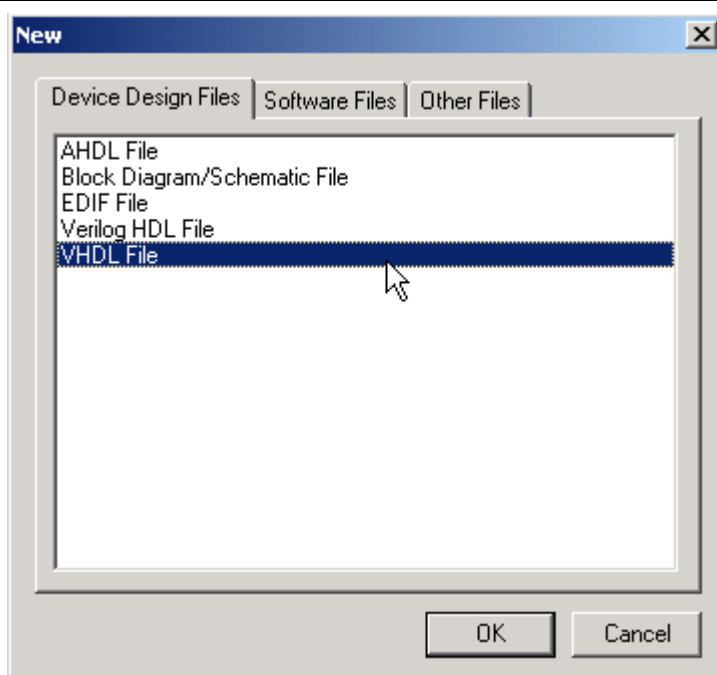 New
Device Design Files Software Files Other Files
AHDL File
Block Diagram/Schematic File
EDIF File
Verilog HDL File
VHDL File
OK Cancel